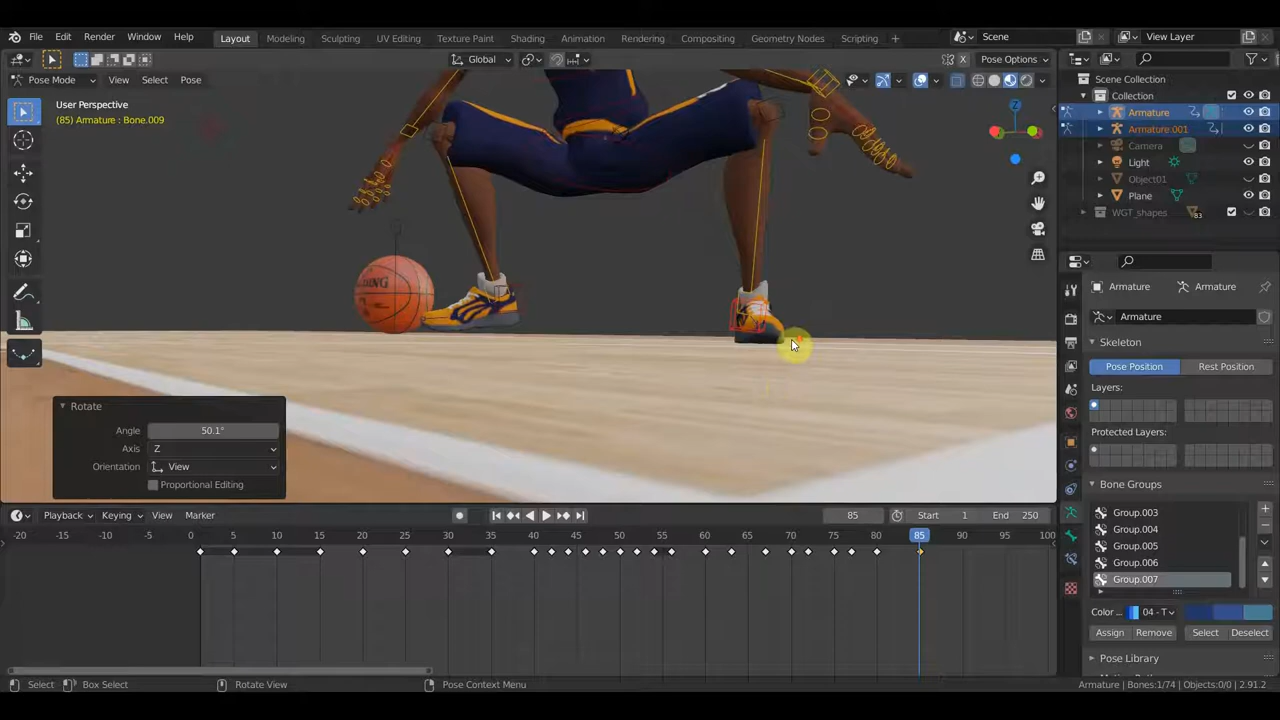 File Edit Render Window Help Layout Modeling Sculpting UV Editing Texture Paint Shading Animation Rendering Compositing Geometry Nodes Scripting + Scene View Layer
Global Pose Options
Pose Mode View Select Pose
User Perspective
(85) Armature : Bone.009
Scene Collection
Collection
Armature
Armature.001
Camera
Light
Object01
Plane
WGT_shapes 83
Z
Armature Armature
Armature
Skeleton
Pose Position Rest Position
Layers:
Protected Layers:
Bone Groups
Group.003
Group.004
Group.005
Group.006
Group.007
Color ... 04 - T
Assign Remove Select Deselect
Pose Library
Rotate
Angle 50.1°
Axis Z
Orientation View
Proportional Editing
Playback Keying View Marker 85 Start 1 End 250
-20 -15 -10 -5 0 5 10 15 20 25 30 35 40 45 50 55 60 65 70 75 80 85 90 95 100
Select Box Select Rotate View Pose Context Menu Armature | Bones:1/74 | Objects:0/0 | 2.91.2